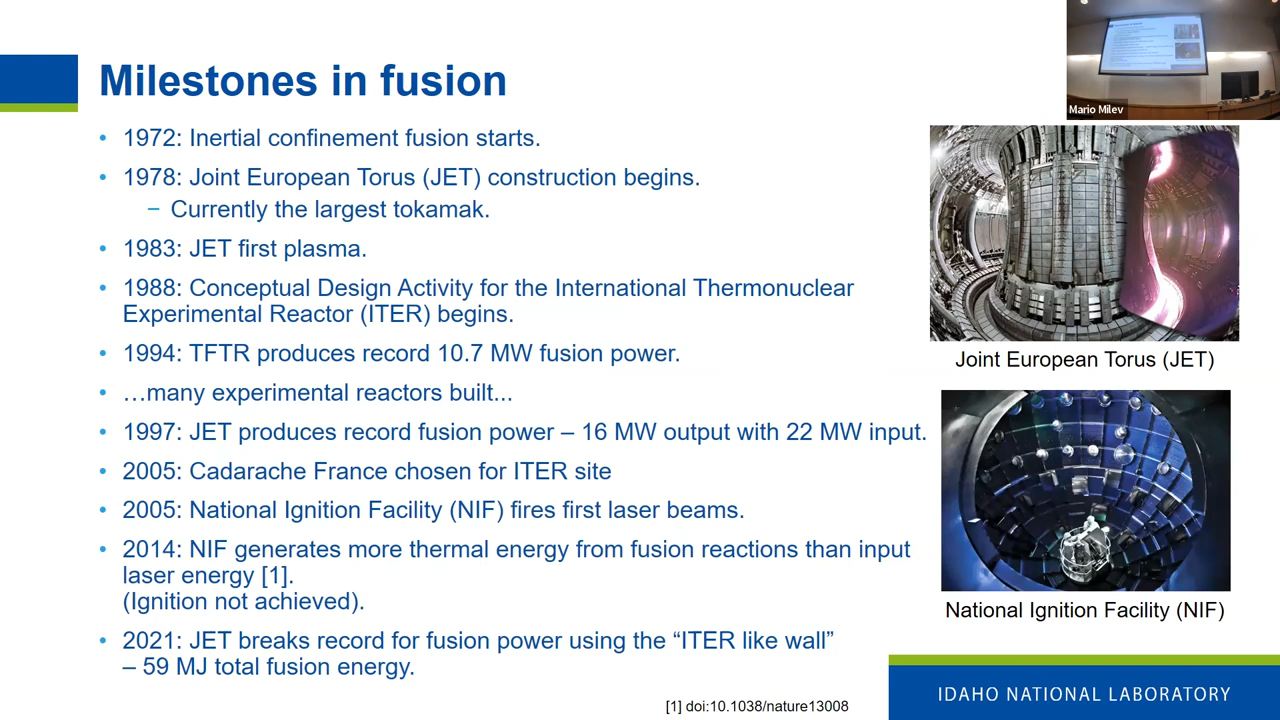 Milestones in fusion
• 1972: Inertial confinement fusion starts.
• 1978: Joint European Torus (JET) construction begins.
− Currently the largest tokamak.
• 1983: JET first plasma.
• 1988: Conceptual Design Activity for the International Thermonuclear
Experimental Reactor (ITER) begins.
• 1994: TFTR produces record 10.7 MW fusion power.
• …many experimental reactors built...
• 1997: JET produces record fusion power – 16 MW output with 22 MW input.
• 2005: Cadarache France chosen for ITER site
• 2005: National Ignition Facility (NIF) fires first laser beams.
• 2014: NIF generates more thermal energy from fusion reactions than input
laser energy [1].
(Ignition not achieved).
• 2021: JET breaks record for fusion power using the “ITER like wall”
– 59 MJ total fusion energy.
[1] doi:10.1038/nature13008
Mario Milev
Joint European Torus (JET)
National Ignition Facility (NIF)
IDAHO NATIONAL LABORATORY